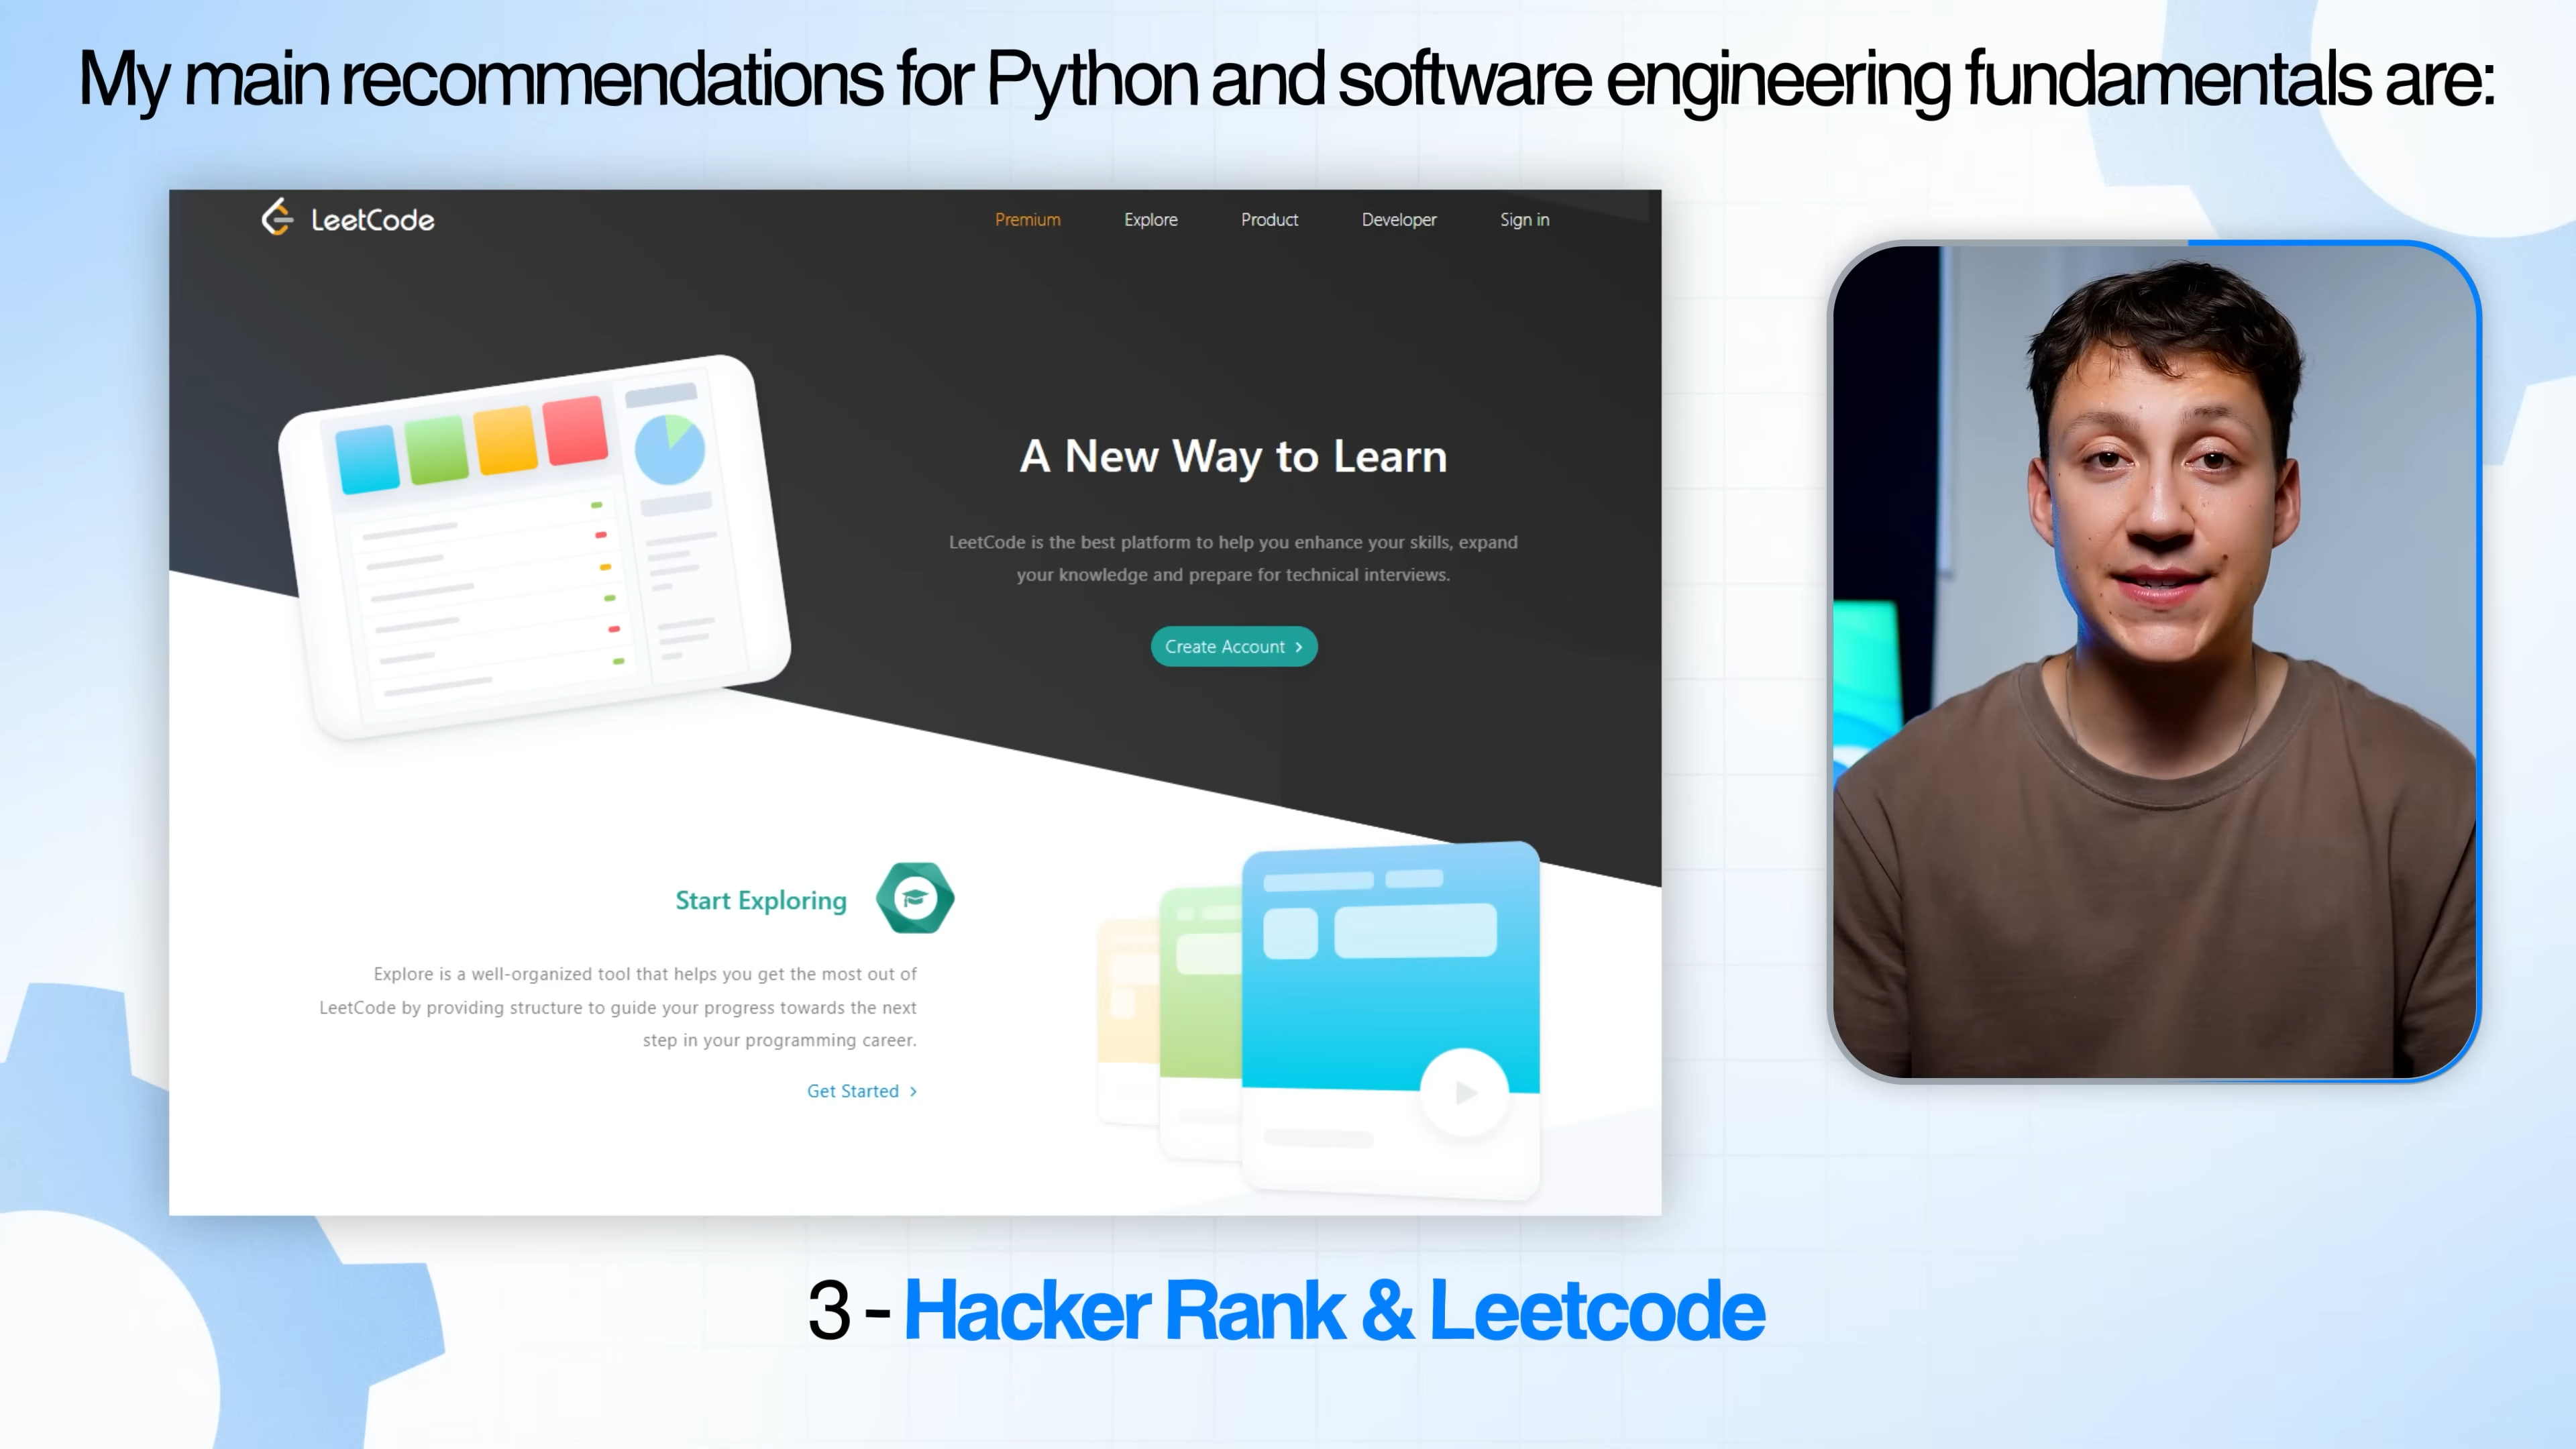 My main recommendations for Python and software engineering fundamentals are:
LeetCode
Premium
Explore
Product
Developer
Sign in
A New Way to Learn
LeetCode is the best platform to help you enhance your skills, expand
your knowledge and prepare for technical interviews.
Create Account >
Start Exploring
Explore is a well-organized tool that helps you get the most out of
LeetCode by providing structure to guide your progress towards the next
step in your programming career.
Get Started >
3 - Hacker Rank & Leetcode